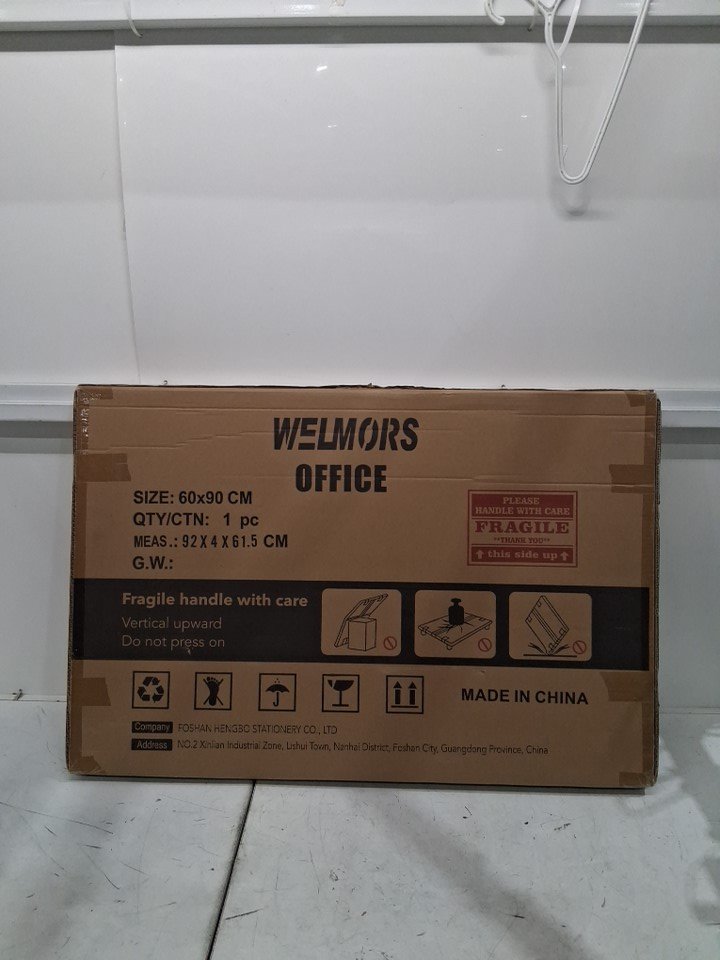 WELMORS
OFFICE
SIZE: 60x90 CM
QTY/CTN: 1 pc
MEAS.: 92 X 4 X 61.5 CM
G.W.:
PLEASE
HANDLE WITH CARE
FRAGILE
"THANK YOU"
this side up
Fragile handle with care
Vertical upward
Do not press on
MADE IN CHINA
Company FOSHAN HENGBO STATIONERY CO., LTD
Address NO.2 Xinlian Industrial Zone, Lishui Town, Nanhai District, Foshan City, Guangdong Province, China